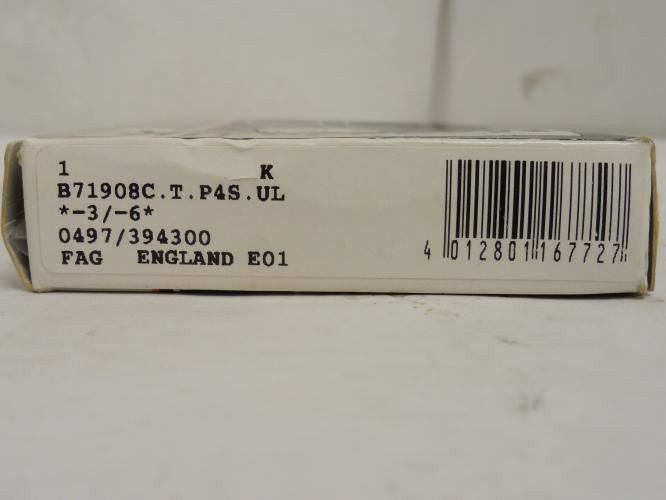 1 K
B71908C.T.P4S.UL
*-3/-6*
0497/394300
FAG ENGLAND E01
4 012801 167727